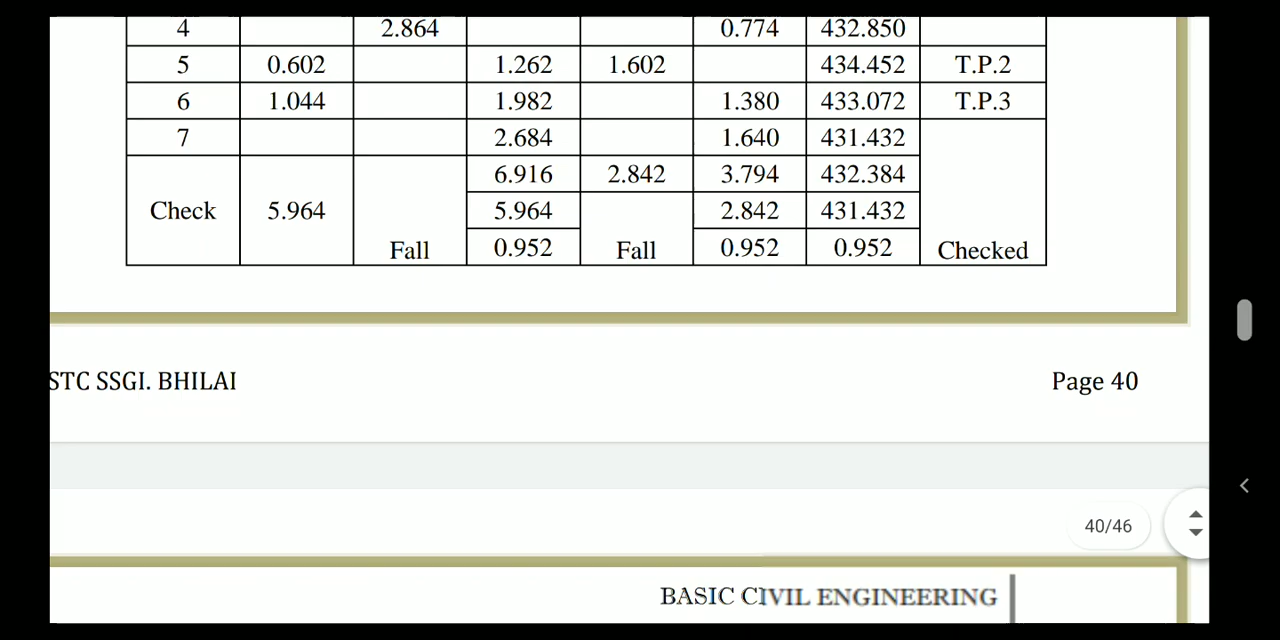 4 2.864 0.774 432.850
5 0.602 1.262 1.602 434.452 T.P.2
6 1.044 1.982 1.380 433.072 T.P.3
7 2.684 1.640 431.432
6.916 2.842 3.794 432.384
Check 5.964 5.964 2.842 431.432
Fall 0.952 Fall 0.952 0.952 Checked
STC SSGI. BHILAI Page 40
40/46
BASIC CIVIL ENGINEERING